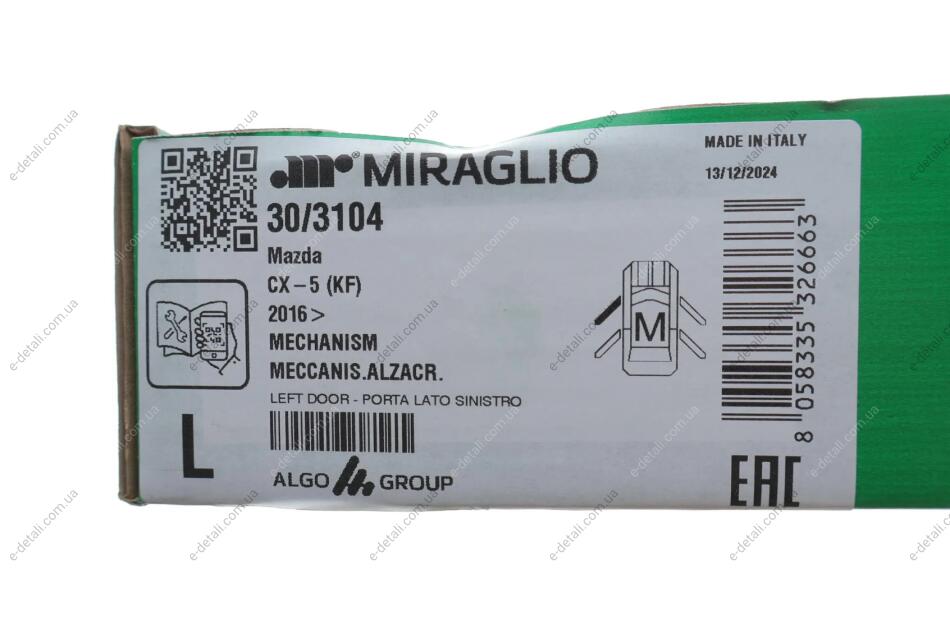 MIRAGLIO
MADE IN ITALY
13/12/2024
30/3104
Mazda
CX-5 (KF)
2016>
MECHANISM
MECCANIS.ALZACR.
LEFT DOOR - PORTA LATO SINISTRO
L
ALGO GROUP
M
8 058335 326663
EAC
e-detali.com.ua